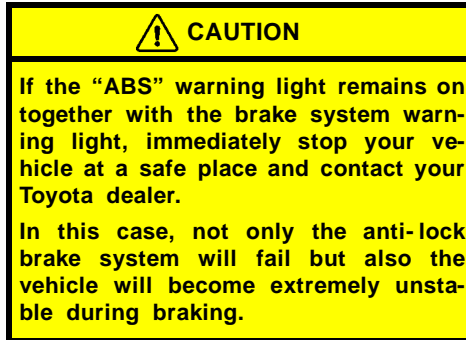 CAUTION
If the “ABS” warning light remains on
together with the brake system warn-
ing light, immediately stop your ve-
hicle at a safe place and contact your
Toyota dealer.
In this case, not only the anti-lock
brake system will fail but also the
vehicle will become extremely unsta-
ble during braking.